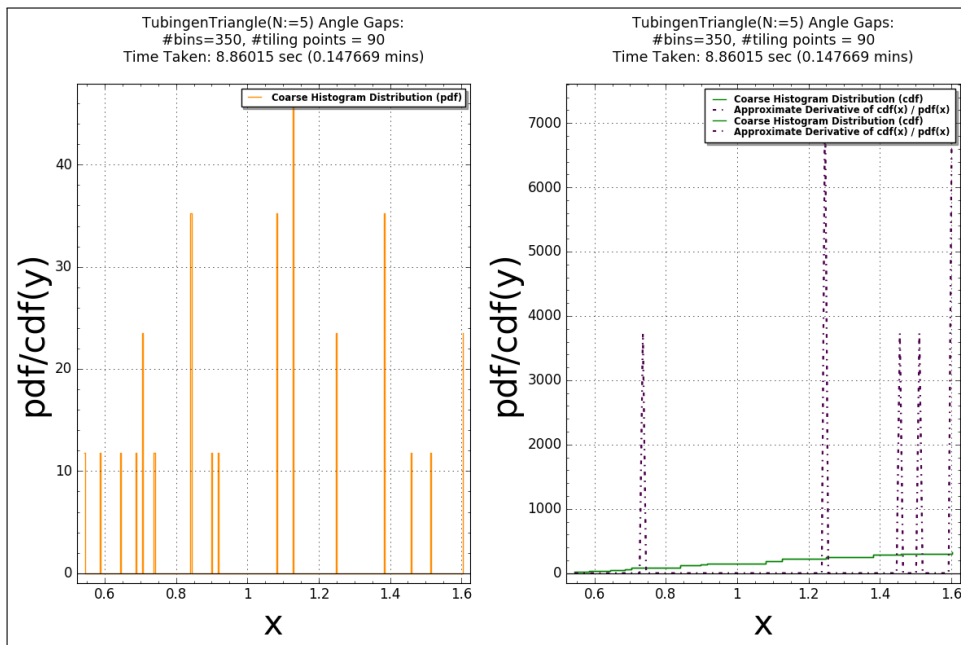 TubingenTriangle(N:=5) Angle Gaps:
#bins=350, #tiling points = 90
Time Taken: 8.86015 sec (0.147669 mins)
Coarse Histogram Distribution (pdf)
40
30
20
10
0
0.6
0.8
1
1.2
1.4
1.6
pdf/cdf(y)
x
TubingenTriangle(N:=5) Angle Gaps:
#bins=350, #tiling points = 90
Time Taken: 8.86015 sec (0.147669 mins)
Coarse Histogram Distribution (cdf)
Approximate Derivative of cdf(x) / pdf(x)
Coarse Histogram Distribution (cdf)
Approximate Derivative of cdf(x) / pdf(x)
7000
6000
5000
4000
3000
2000
1000
0
0.6
0.8
1
1.2
1.4
1.6
pdf/cdf(y)
x